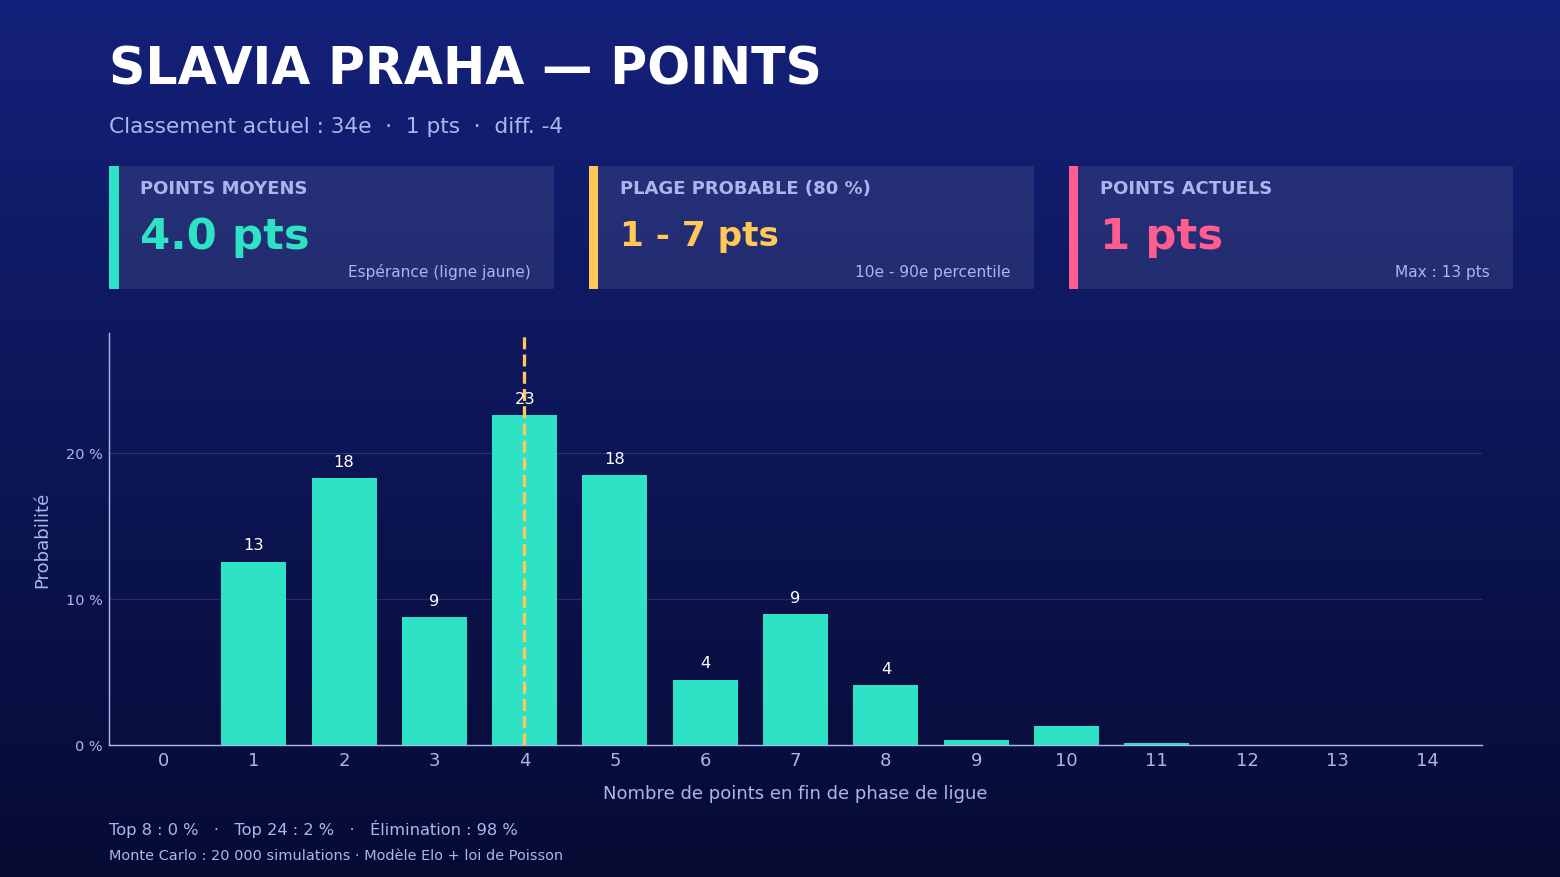 SLAVIA PRAHA — POINTS
Classement actuel : 34e · 1 pts · diff. -4
POINTS MOYENS
4.0 pts
Espérance (ligne jaune)
PLAGE PROBABLE (80 %)
1 - 7 pts
10e - 90e percentile
POINTS ACTUELS
1 pts
Max : 13 pts
Probabilité
20 %
10 %
0 %
13
18
9
23
18
4
9
4
0 1 2 3 4 5 6 7 8 9 10 11 12 13 14
Nombre de points en fin de phase de ligue
Top 8 : 0 % · Top 24 : 2 % · Élimination : 98 %
Monte Carlo : 20 000 simulations · Modèle Elo + loi de Poisson